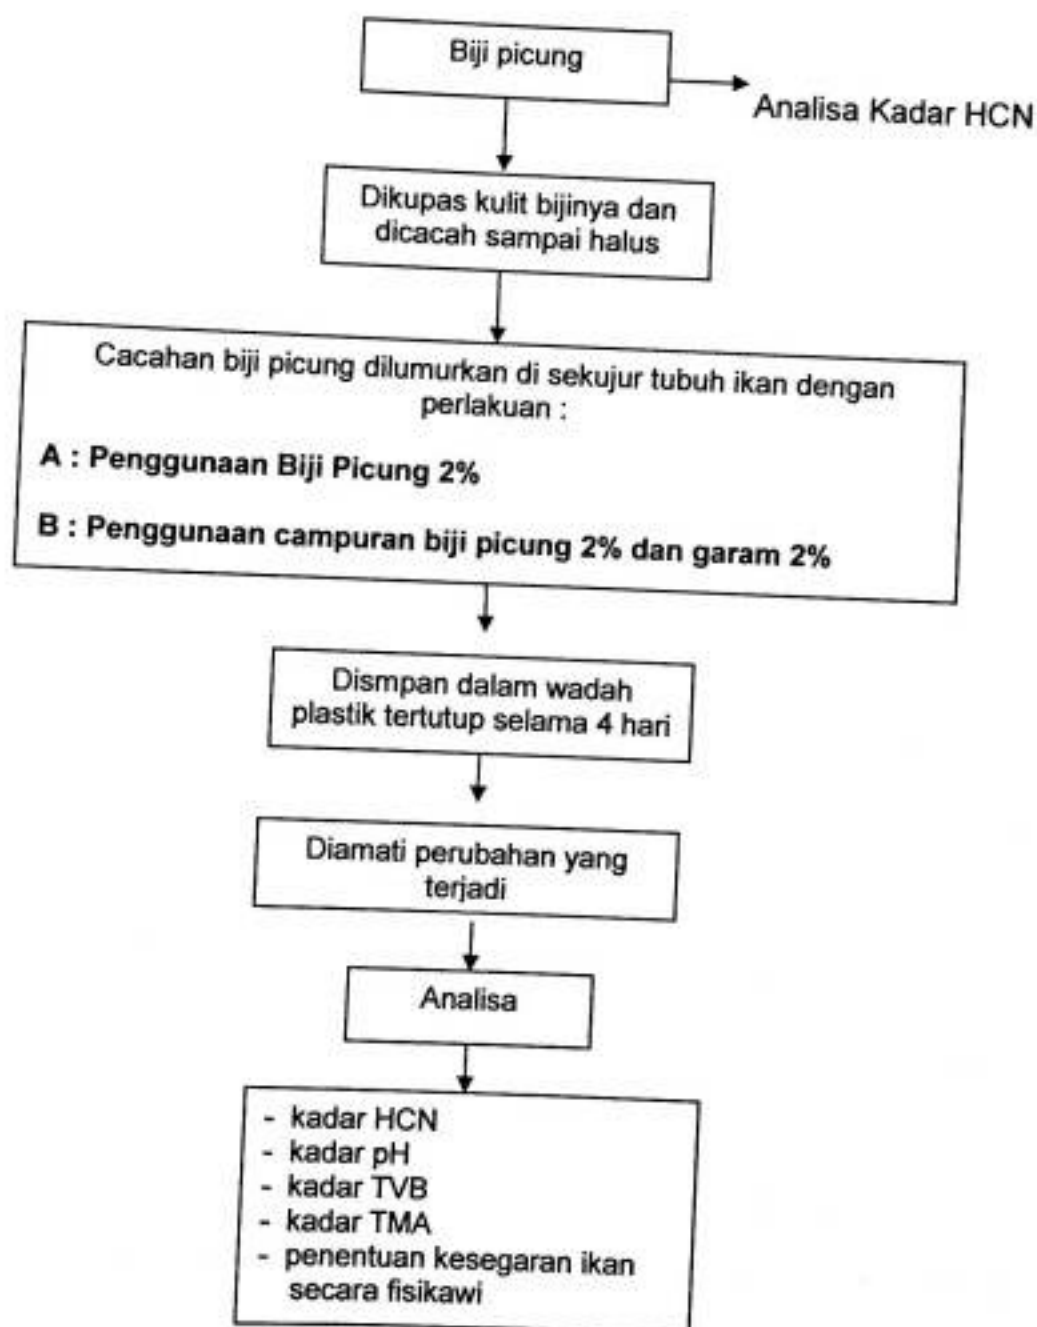 Biji picung
Analisa Kadar HCN
Dikupas kulit bijinya dan
dicacah sampai halus
Cacahan biji picung dilumurkan di sekujur tubuh ikan dengan
perlakuan :
A : Penggunaan Biji Picung 2%
B : Penggunaan campuran biji picung 2% dan garam 2%
Dismpan dalam wadah
plastik tertutup selama 4 hari
Diamati perubahan yang
terjadi
Analisa
- kadar HCN
- kadar pH
- kadar TVB
- kadar TMA
- penentuan kesegaran ikan
secara fisikawi